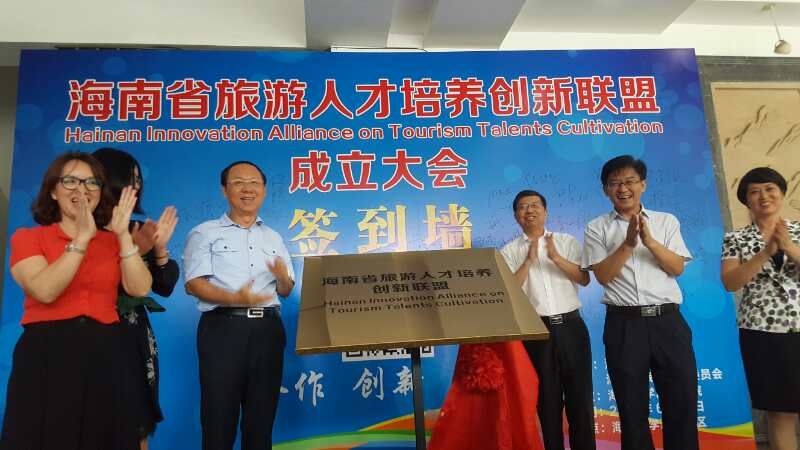 海南省旅游人才培养创新联盟
Hainan Innovation Alliance on Tourism Talents Cultivation
成立大会
签到墙
海南省旅游人才培养
创新联盟
Hainan Innovation Alliance on
Tourism Talents Cultivation
作 创新
员会